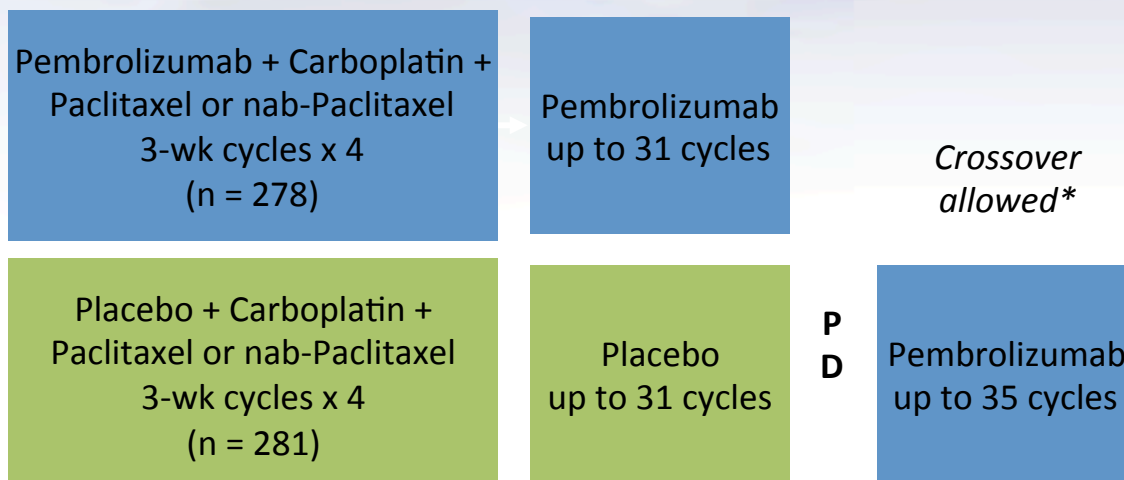 Pembrolizumab + Carboplatin +
Paclitaxel or nab-Paclitaxel
3-wk cycles x 4
(n = 278)
Pembrolizumab
up to 31 cycles
Crossover
allowed*
Placebo + Carboplatin +
Paclitaxel or nab-Paclitaxel
3-wk cycles x 4
(n = 281)
Placebo
up to 31 cycles
P
D
Pembrolizumab
up to 35 cycles